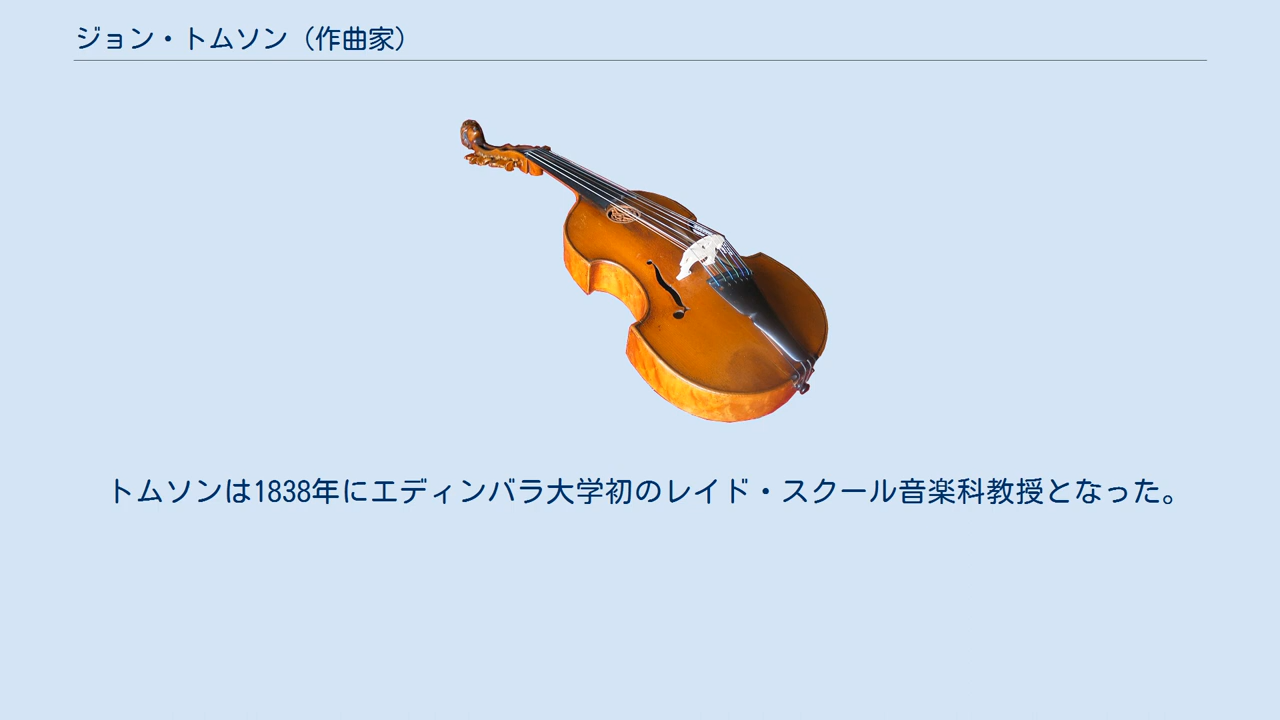 ジョン・トムソン（作曲家）
トムソンは1838年にエディンバラ大学初のレイド・スクール音楽科教授となった。